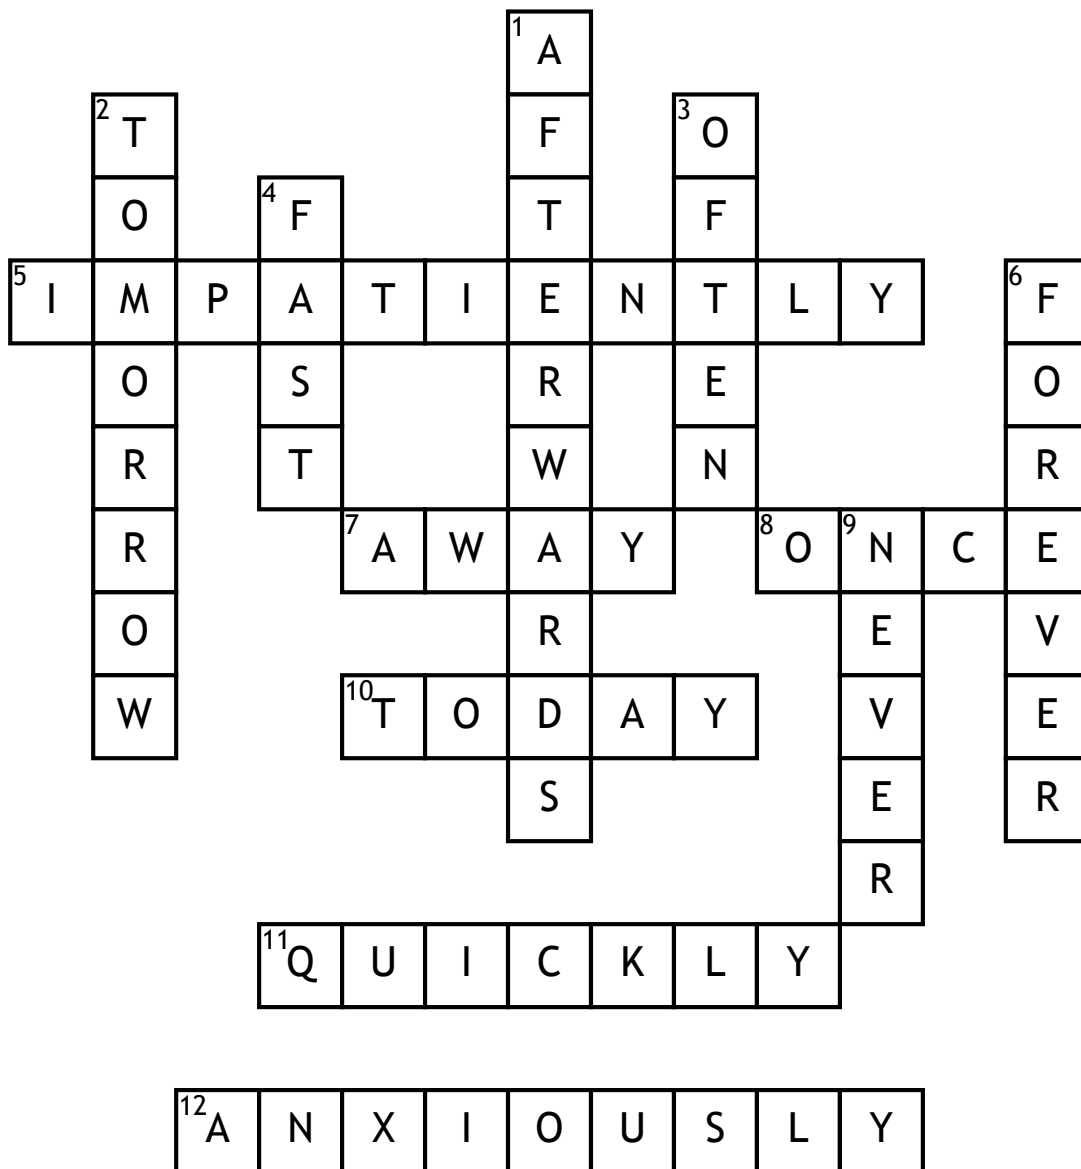 1 A
2 T F 3 O
O 4 F T F
5 I M P A T I E N T L Y 6 F
O S R E O
R T W N R
R 7 A W A Y 8 O 9 N C E
O R E V
W 10 T O D A Y V E
S E R
R
11 Q U I C K L Y
12 A N X I O U S L Y